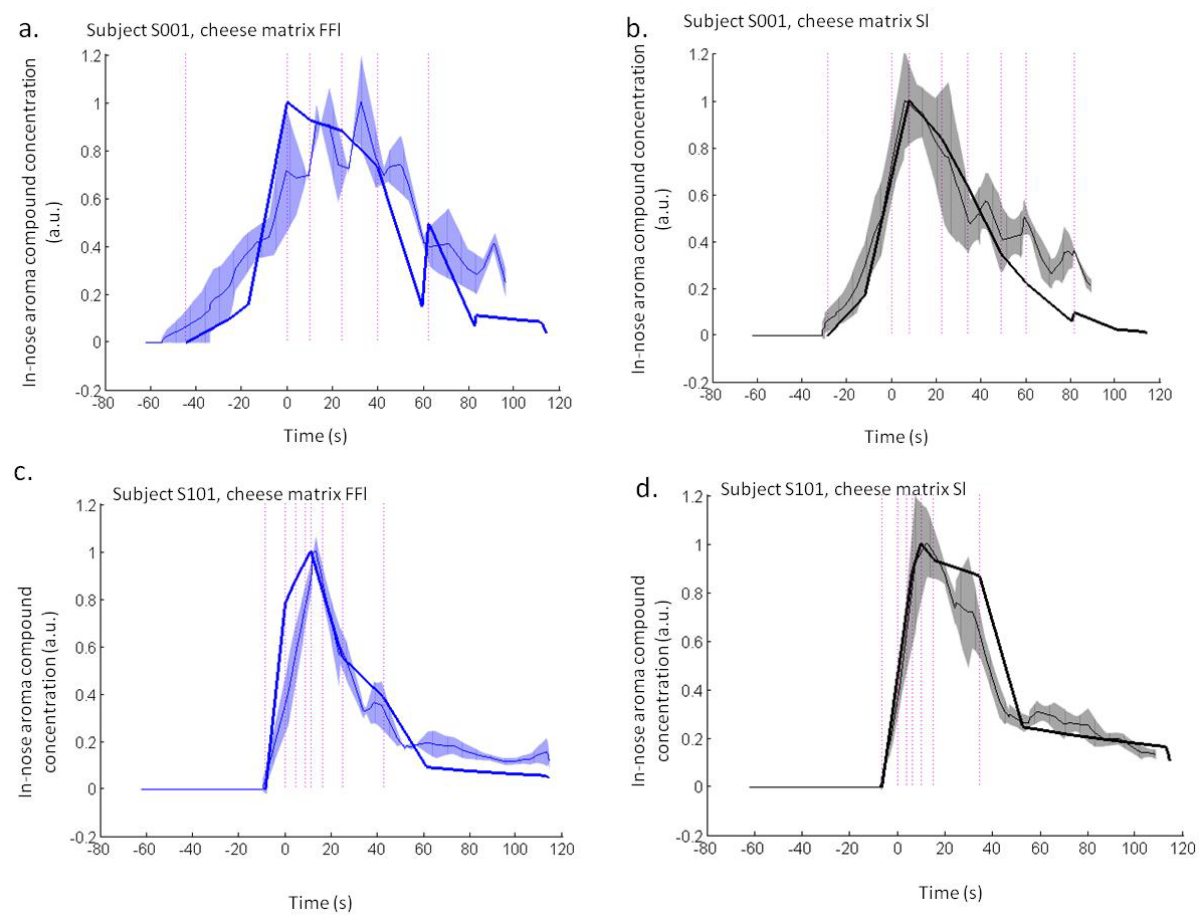 a.
Subject S001, cheese matrix FFl
In-nose aroma compound concentration
(a.u.)
1.2
1
0.8
0.6
0.4
0.2
0
-0.2
-80 -60 -40 -20 0 20 40 60 80 100 120
Time (s)
b.
Subject S001, cheese matrix Sl
In-nose aroma compound concentration
(a.u.)
1.2
1
0.8
0.6
0.4
0.2
0
-0.2
-80 -60 -40 -20 0 20 40 60 80 100 120
Time (s)
c.
Subject S101, cheese matrix FFl
In-nose aroma compound
concentration (a.u.)
1.2
1
0.8
0.6
0.4
0.2
0
-0.2
-80 -60 -40 -20 0 20 40 60 80 100 120
Time (s)
d.
Subject S101, cheese matrix Sl
In-nose aroma compound
concentration (a.u.)
1.2
1
0.8
0.6
0.4
0.2
0
-0.2
-80 -60 -40 -20 0 20 40 60 80 100 120
Time (s)